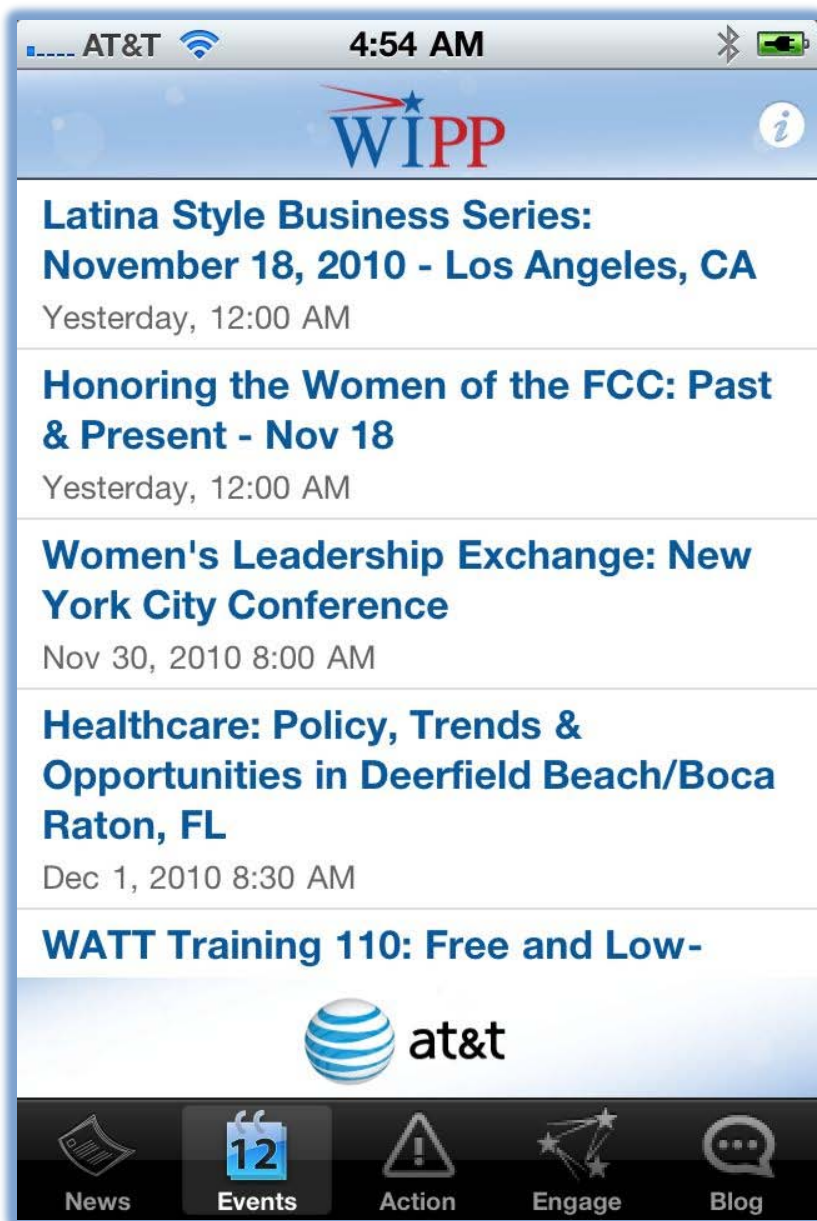 AT&T 4:54 AM
WIPP
i
Latina Style Business Series:
November 18, 2010 - Los Angeles, CA
Yesterday, 12:00 AM
Honoring the Women of the FCC: Past
& Present - Nov 18
Yesterday, 12:00 AM
Women's Leadership Exchange: New
York City Conference
Nov 30, 2010 8:00 AM
Healthcare: Policy, Trends &
Opportunities in Deerfield Beach/Boca
Raton, FL
Dec 1, 2010 8:30 AM
WATT Training 110: Free and Low-
at&t
12
News Events Action Engage Blog